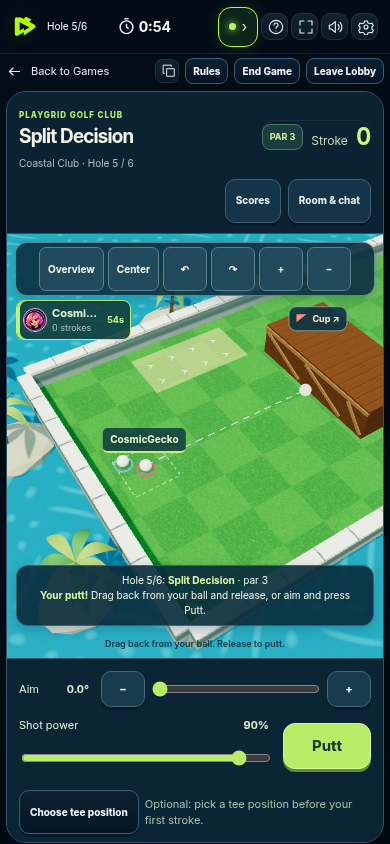 Hole 5/6
0:54
›
Back to Games
Rules
End Game
Leave Lobby
PLAYGRID GOLF CLUB
Split Decision
PAR 3
Stroke 0
Coastal Club · Hole 5 / 6
Scores
Room & chat
Overview
Center
↶
↷
+
−
Cosmi...
0 strokes
54s
Cup ↗
CosmicGecko
Hole 5/6: Split Decision · par 3
Your putt! Drag back from your ball and release, or aim and press
Putt.
Drag back from your ball. Release to putt.
Aim
0.0°
−
+
Shot power
90%
Putt
Choose tee position
Optional: pick a tee position before your
first stroke.